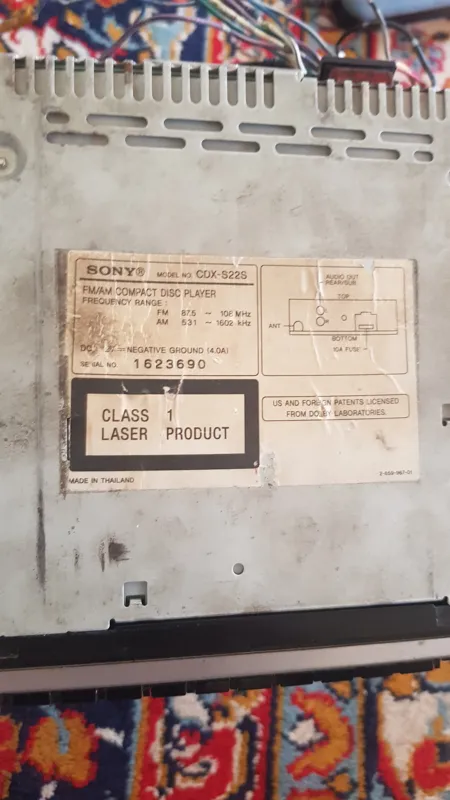 SONY®
MODEL NO. CDX-S22S
FM/AM COMPACT DISC PLAYER
FREQUENCY RANGE :
FM 87.5 ~ 108 MHz
AM 531 ~ 1602 kHz
NEGATIVE GROUND (4.0A)
SERIAL NO. 1623690
AUDIO OUT
REAR/SUB
TOP
ANT
BOTTOM
10A FUSE
CLASS 1
LASER PRODUCT
US AND FOREIGN PATENTS LICENSED
FROM DOLBY LABORATORIES.
MADE IN THAILAND